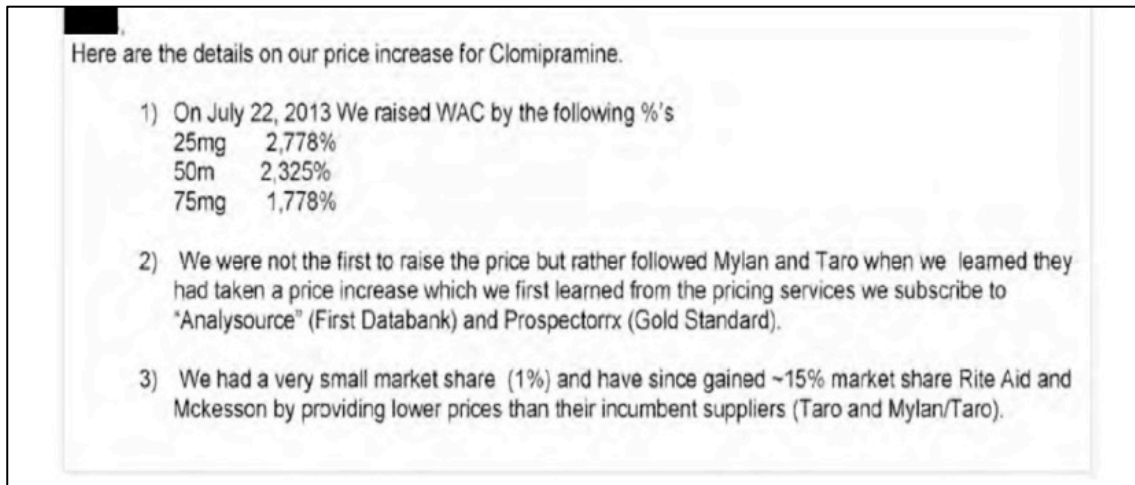 Here are the details on our price increase for Clomipramine.
1) On July 22, 2013 We raised WAC by the following %'s
25mg 2,778%
50m 2,325%
75mg 1,778%
2) We were not the first to raise the price but rather followed Mylan and Taro when we learned they
had taken a price increase which we first learned from the pricing services we subscribe to
"Analysource" (First Databank) and Prospectorrx (Gold Standard).
3) We had a very small market share (1%) and have since gained ~15% market share Rite Aid and
Mckesson by providing lower prices than their incumbent suppliers (Taro and Mylan/Taro).